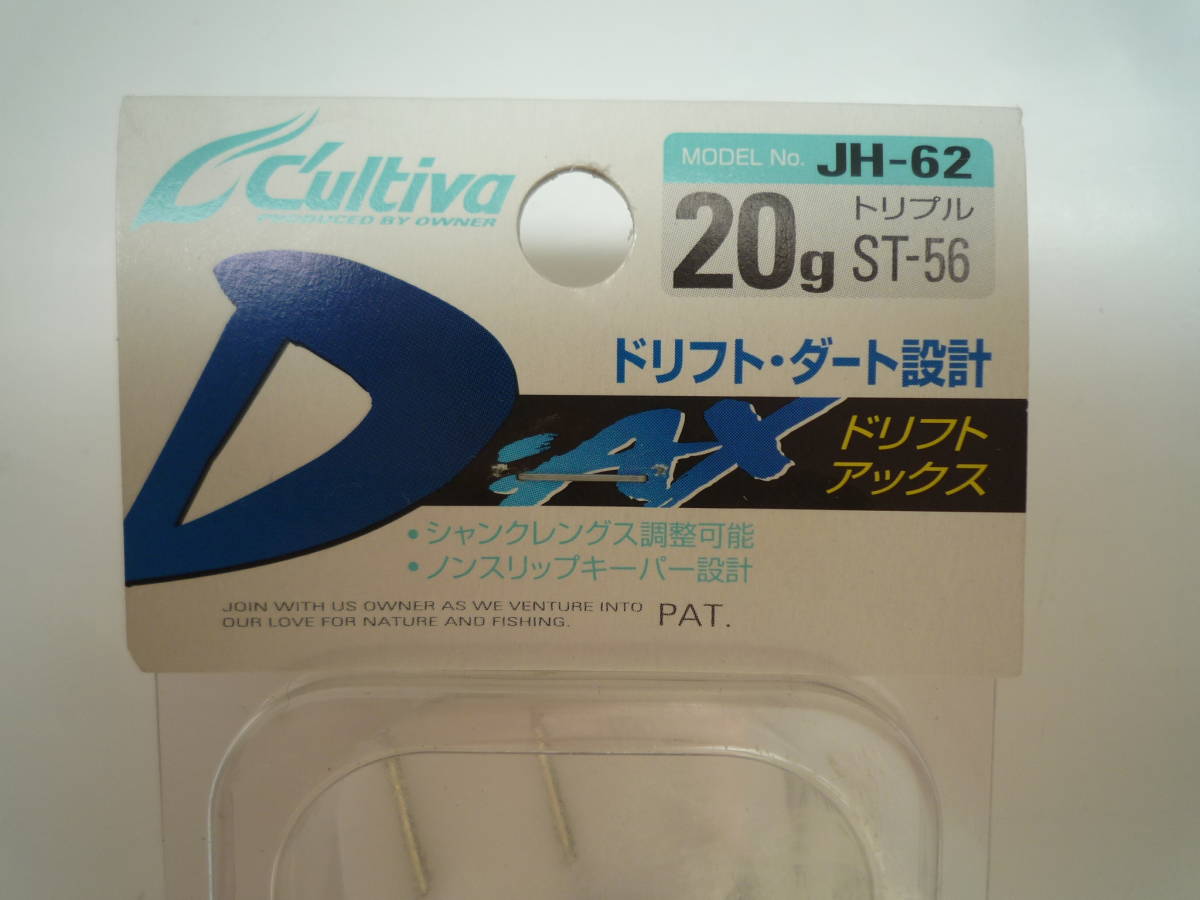 C'ultiva
PRODUCED BY OWNER
MODEL No. JH-62
20g
トリプル
ST-56
ドリフト・ダート設計
D
AX
ドリフト
アックス
・シャンクレングス調整可能
・ノンスリップキーパー設計
JOIN WITH US OWNER AS WE VENTURE INTO
OUR LOVE FOR NATURE AND FISHING.
PAT.